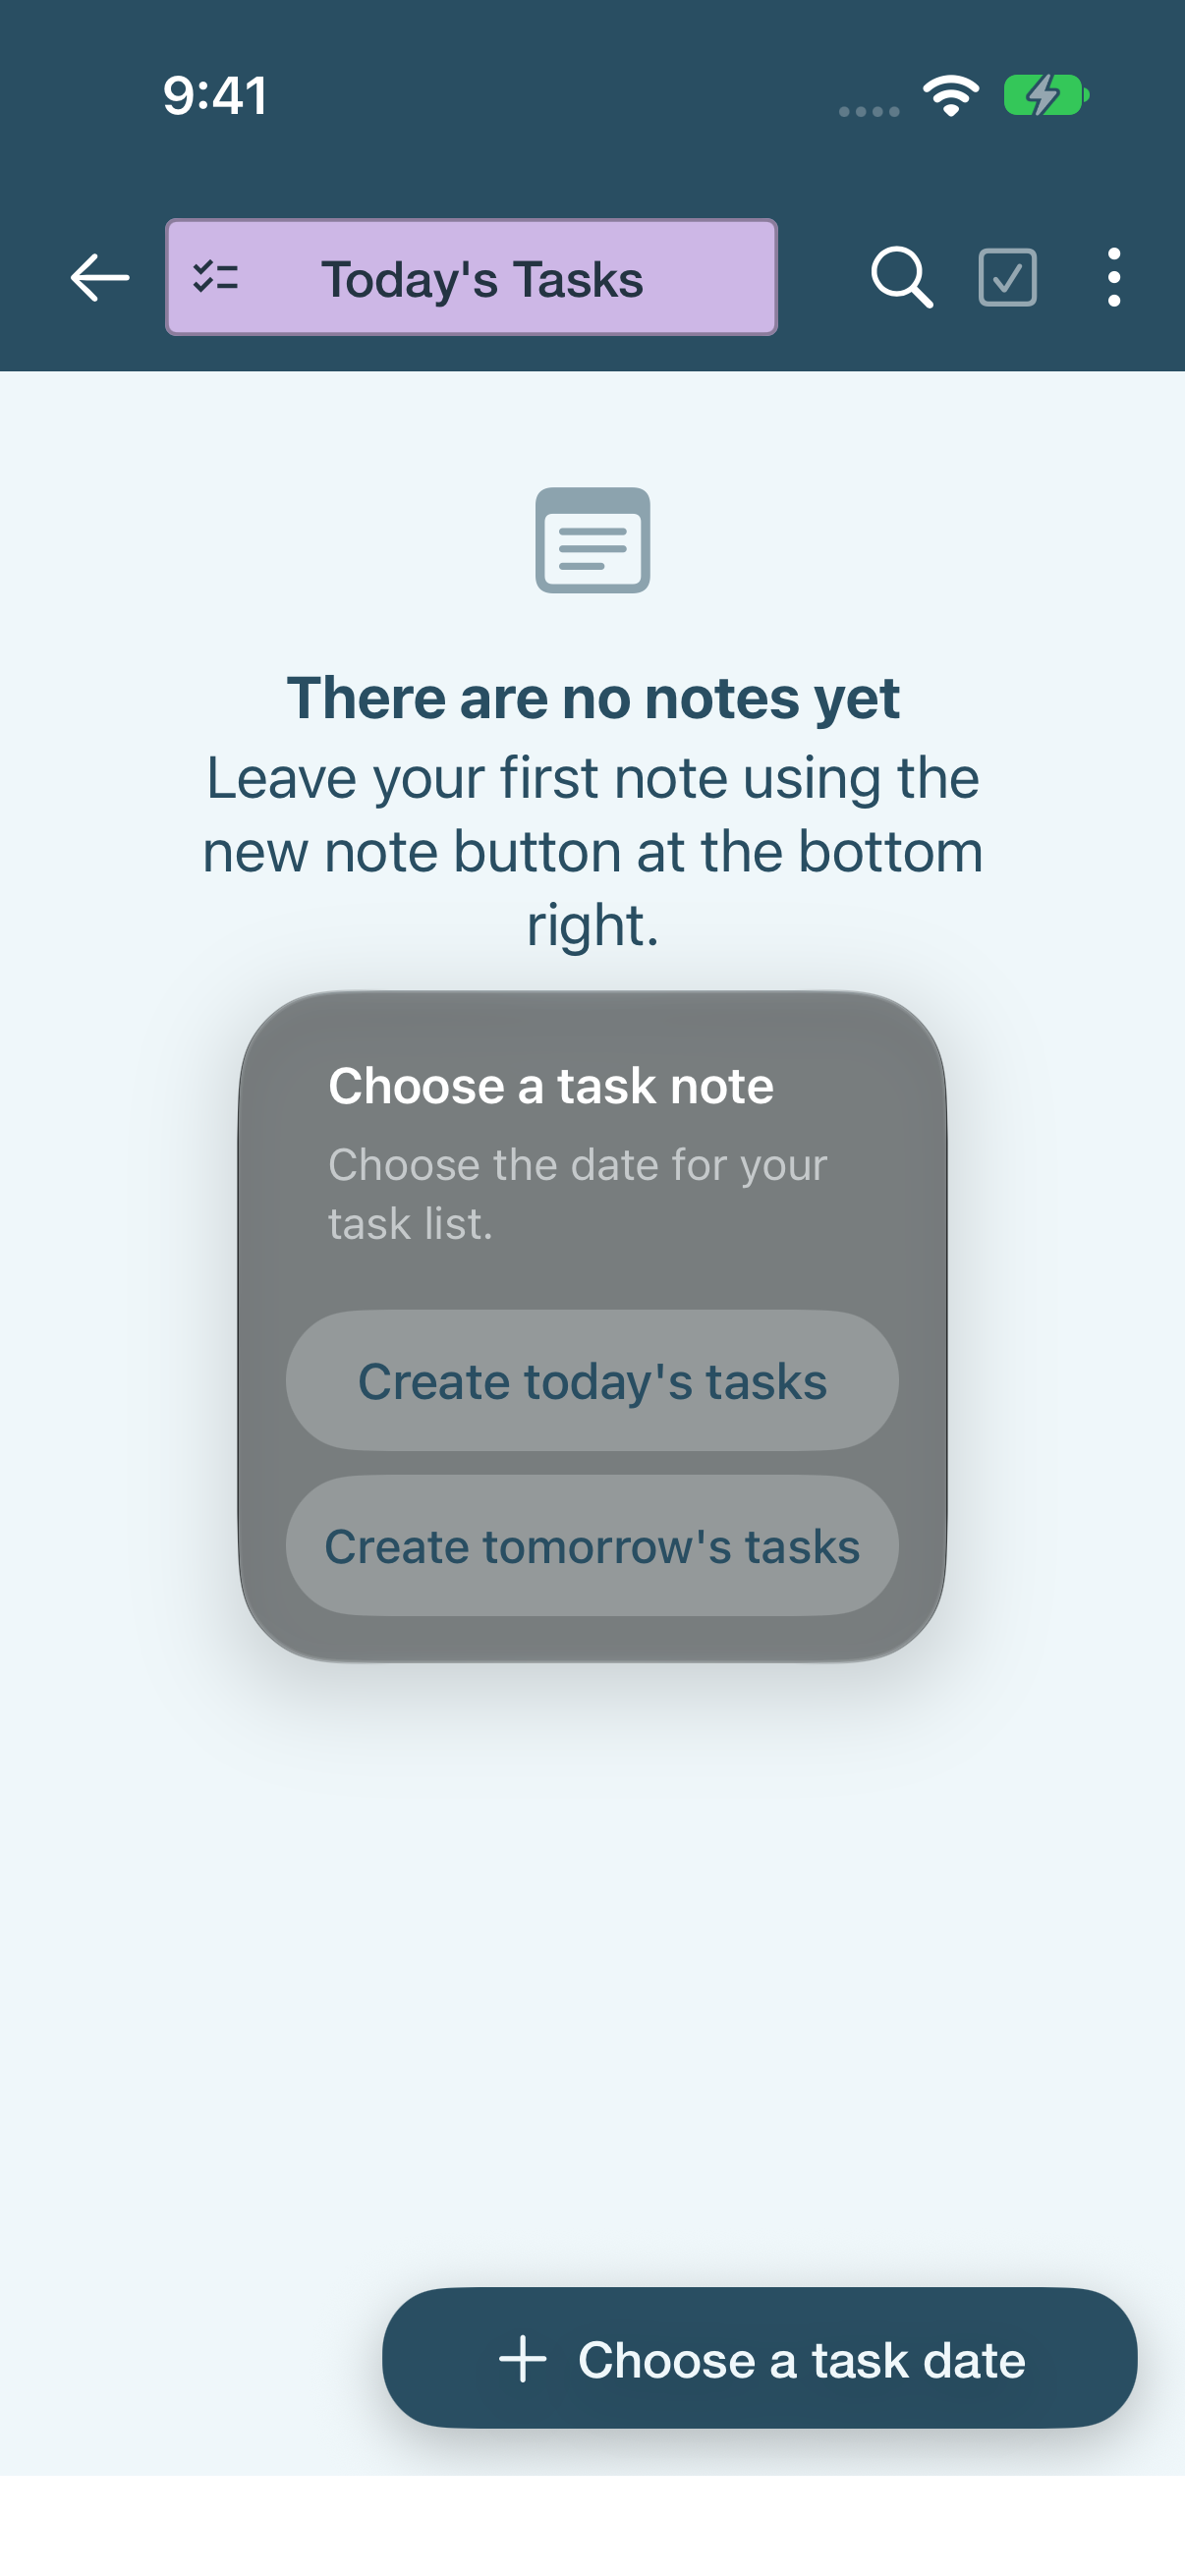 9:41
Today's Tasks
There are no notes yet
Leave your first note using the
new note button at the bottom
right.
Choose a task note
Choose the date for your
task list.
Create today's tasks
Create tomorrow's tasks
Choose a task date